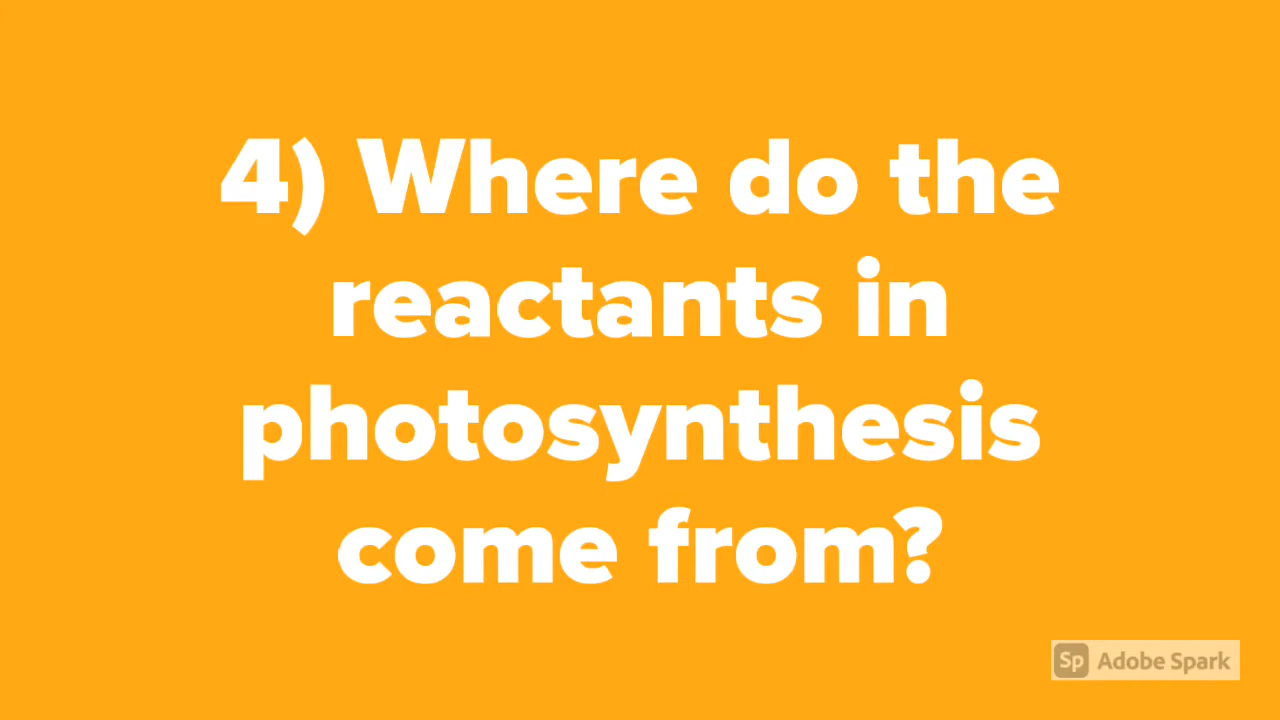 4) Where do the
reactants in
photosynthesis
come from?
Sp Adobe Spark